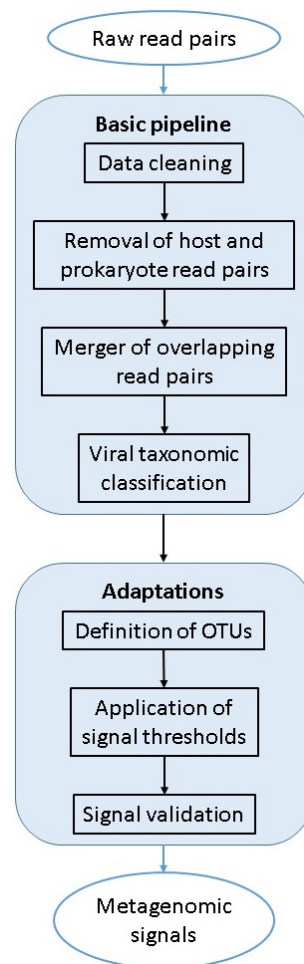 Raw read pairs
Basic pipeline
Data cleaning
Removal of host and
prokaryote read pairs
Merger of overlapping
read pairs
Viral taxonomic
classification
Adaptations
Definition of OTUs
Application of
signal thresholds
Signal validation
Metagenomic
signals